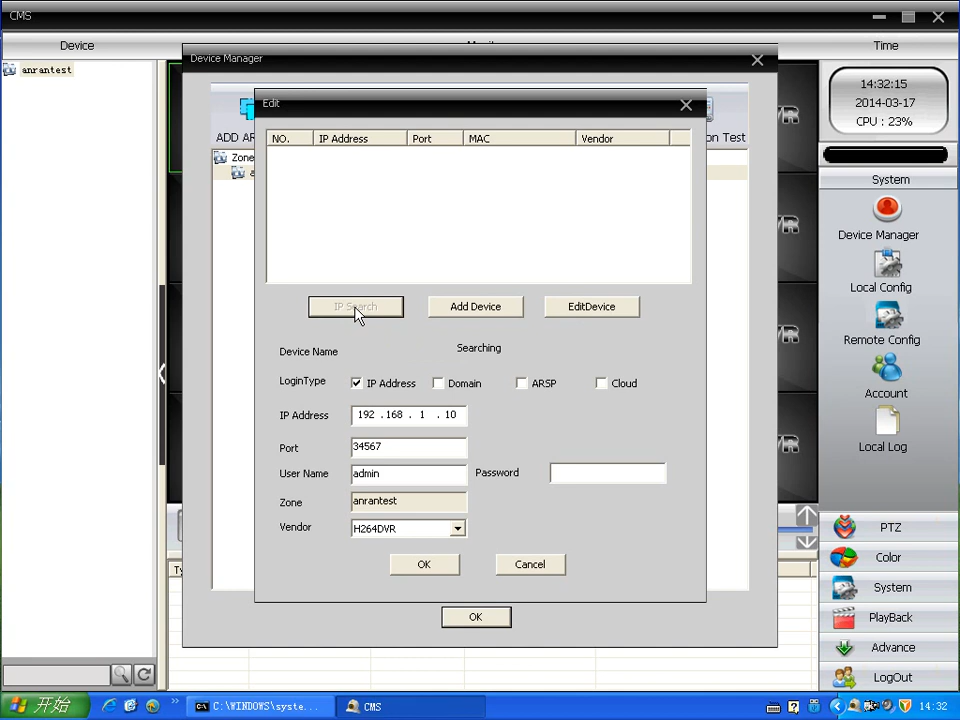 CMS
Device
Time
anrantest
Device Manager
Edit
ADD AR
on Test
Zone
NO.
IP Address
Port
MAC
Vendor
IP Search
Add Device
EditDevice
Searching
Device Name
LoginType
IP Address
Domain
ARSP
Cloud
IP Address
192 .168 . 1 . 10
Port
34567
User Name
admin
Password
Zone
anrantest
Vendor
H264DVR
OK
Cancel
OK
14:32:15
2014-03-17
CPU : 23%
System
Device Manager
Local Config
Remote Config
Account
Local Log
PTZ
Color
System
PlayBack
Advance
LogOut
开始
C:\WINDOWS\syste...
CMS
14:32